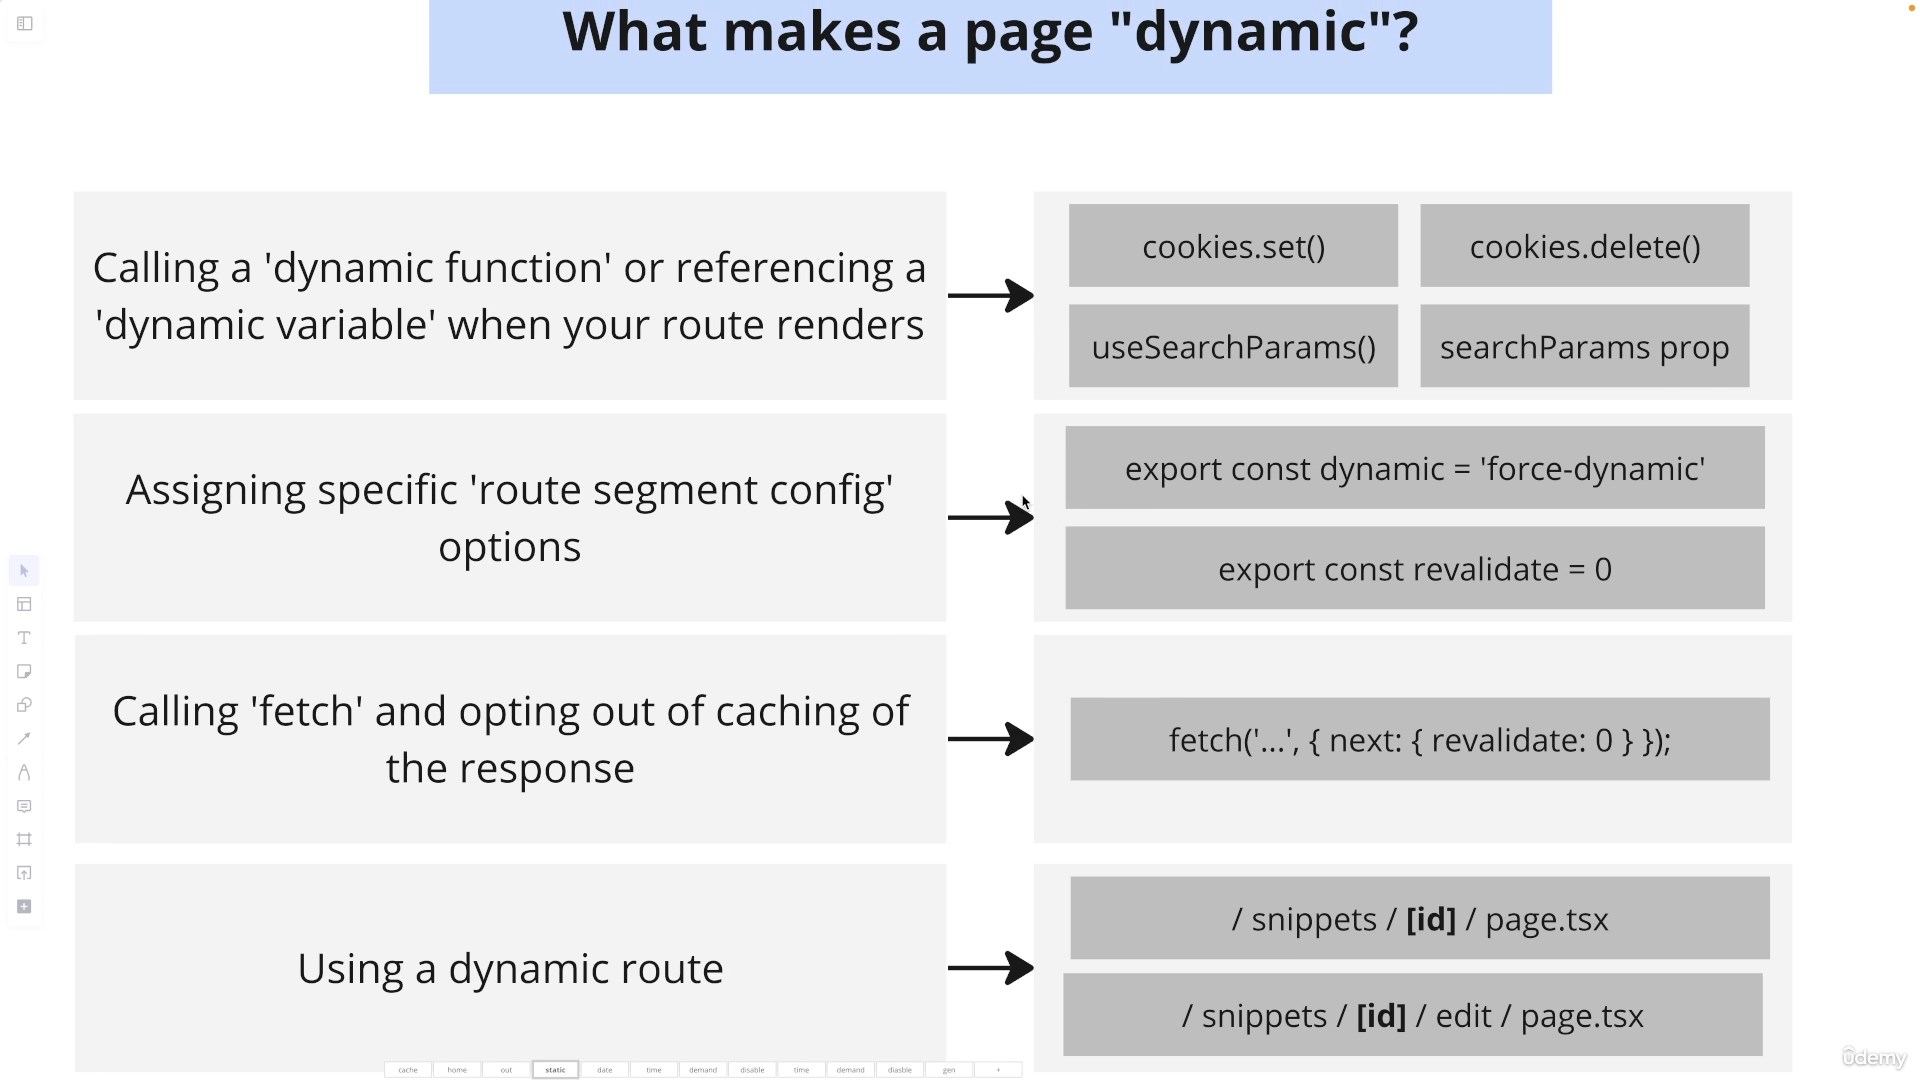 What makes a page "dynamic"?
Calling a 'dynamic function' or referencing a
'dynamic variable' when your route renders
cookies.set()
cookies.delete()
useSearchParams()
searchParams prop
Assigning specific 'route segment config'
options
export const dynamic = 'force-dynamic'
export const revalidate = 0
Calling 'fetch' and opting out of caching of
the response
fetch('...', { next: { revalidate: 0 } });
Using a dynamic route
/ snippets / [id] / page.tsx
/ snippets / [id] / edit / page.tsx
cache home out static date time demand disable time demand diasble gen +
ûdemy